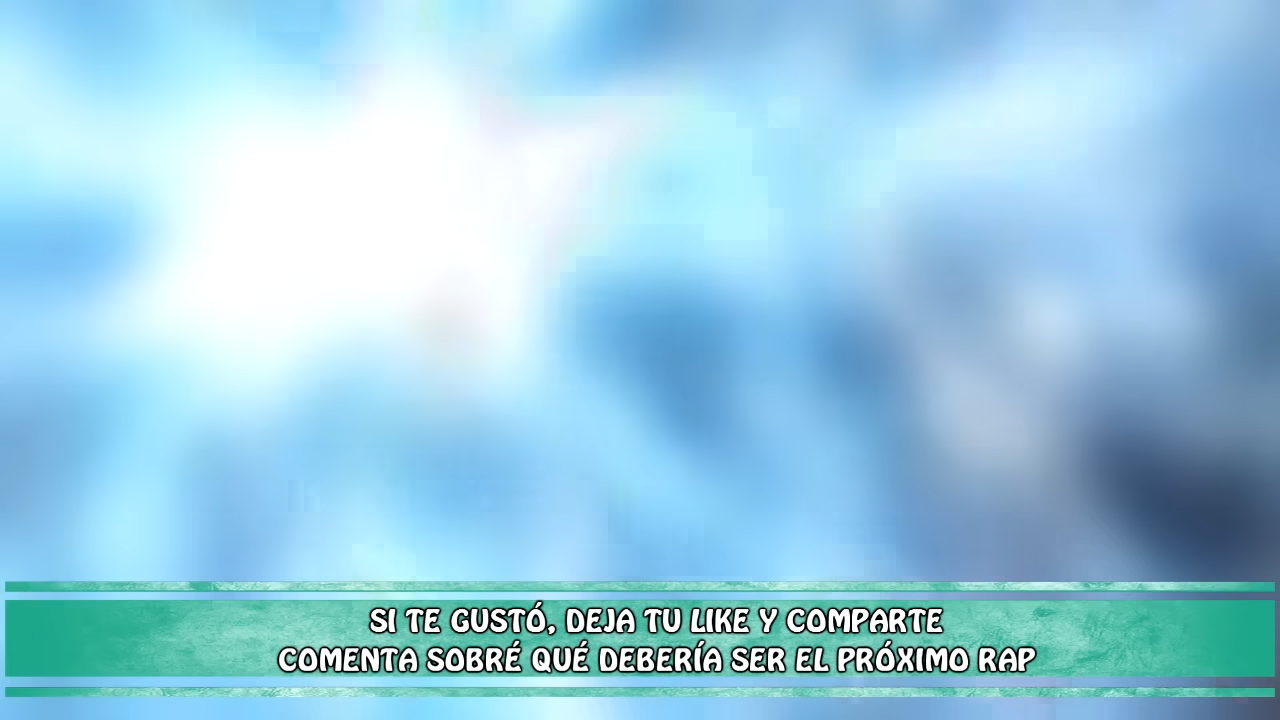 SI TE GUSTÓ, DEJA TU LIKE Y COMPARTE
COMENTA SOBRÉ QUÉ DEBERÍA SER EL PRÓXIMO RAP